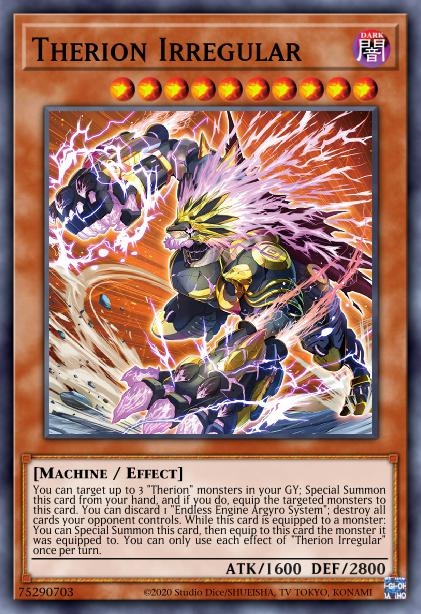 THERION IRREGULAR
DARK
闇
[MACHINE / EFFECT]
You can target up to 3 "Therion" monsters in your GY; Special Summon
this card from your hand, and if you do, equip the targeted monsters to
this card. You can discard 1 "Endless Engine Argyro System"; destroy all
cards your opponent controls. While this card is equipped to a monster:
You can Special Summon this card, then equip to this card the monster it
was equipped to. You can only use each effect of "Therion Irregular"
once per turn.
ATK/1600 DEF/2800
75290703
©2020 Studio Dice/SHUEISHA, TV TOKYO, KONAMI